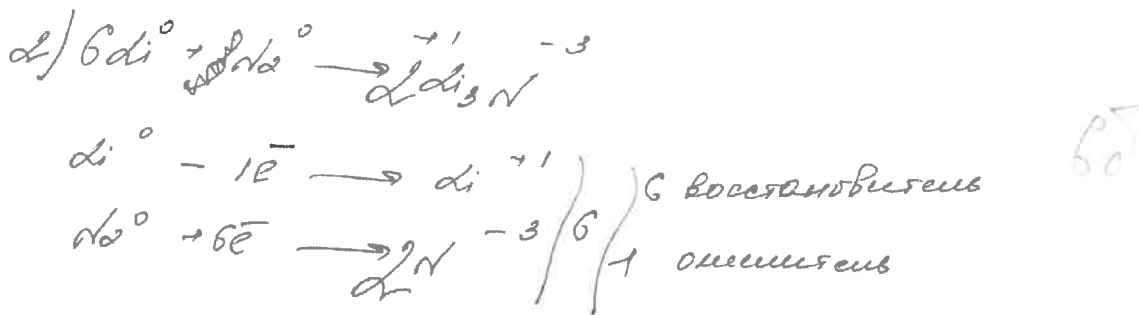 2) 6Li⁰ + N₂⁰ → 2Li₃⁺¹N⁻³
Li⁰ - 1e⁻ → Li⁺¹ | | 6 восстановитель
N₂⁰ + 6e⁻ → 2N⁻³ | 6 | 1 окислитель